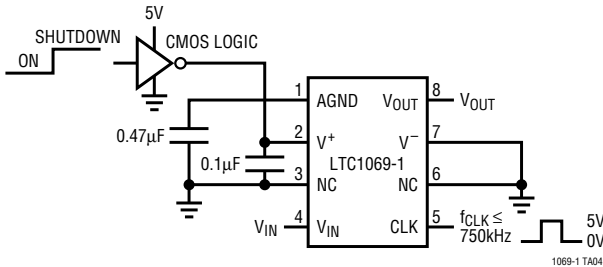 5V
SHUTDOWN
ON
CMOS LOGIC
1
AGND
VOUT
8
VOUT
0.47µF
2
V+
V−
7
0.1µF
LTC1069-1
3
NC
NC
6
VIN
4
VIN
CLK
5
fCLK ≤
750kHz
5V
0V
1069-1 TA04